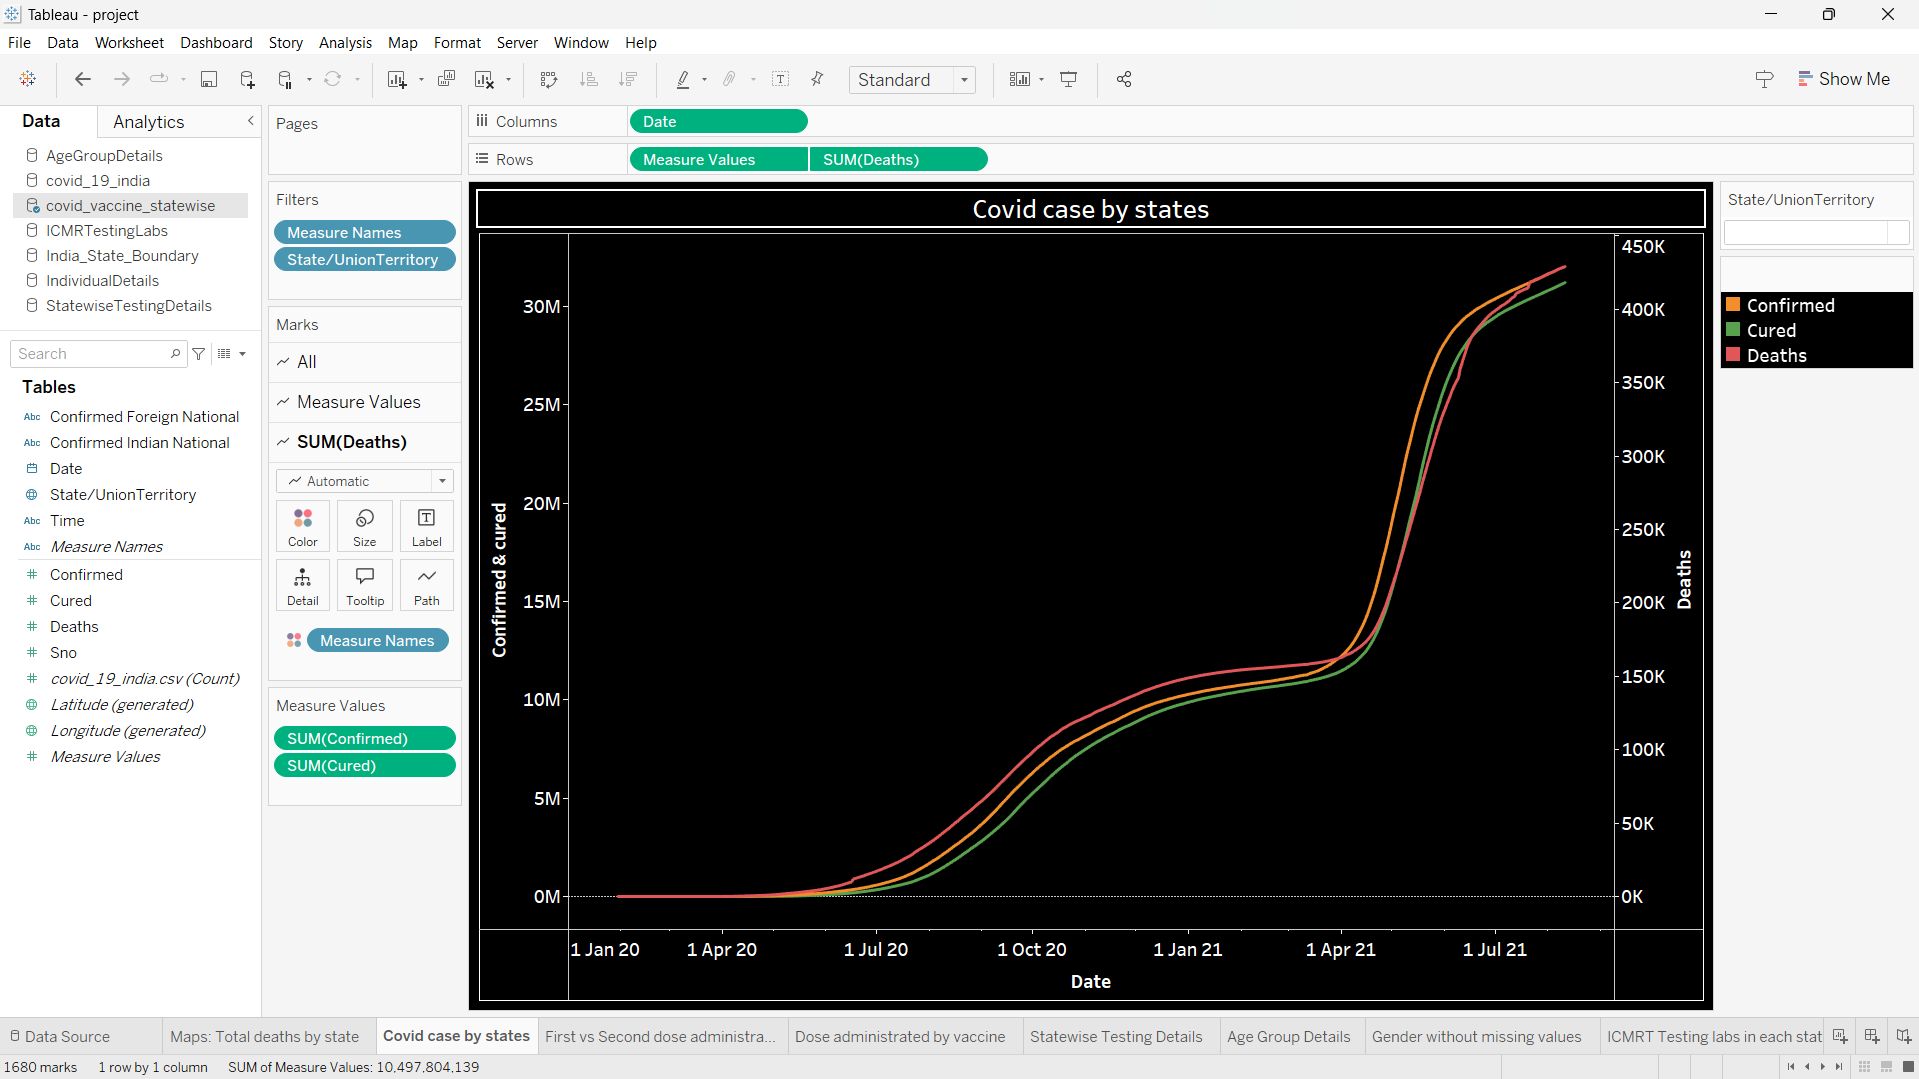 Tableau - project
File Data Worksheet Dashboard Story Analysis Map Format Server Window Help
Standard
Show Me
Data Analytics
AgeGroupDetails
covid_19_india
covid_vaccine_statewise
ICMRTestingLabs
India_State_Boundary
IndividualDetails
StatewiseTestingDetails
Search
Tables
Abc Confirmed Foreign National
Abc Confirmed Indian National
Date
State/UnionTerritory
Abc Time
Abc Measure Names
# Confirmed
# Cured
# Deaths
# Sno
# covid_19_india.csv (Count)
Latitude (generated)
Longitude (generated)
# Measure Values
Pages
Filters
Measure Names
State/UnionTerritory
Marks
All
Measure Values
SUM(Deaths)
Automatic
Color Size Label
Detail Tooltip Path
Measure Names
Measure Values
SUM(Confirmed)
SUM(Cured)
Columns Date
Rows Measure Values SUM(Deaths)
Covid case by states
Confirmed & cured
30M
25M
20M
15M
10M
5M
0M
450K
400K
350K
300K
250K
200K
150K
100K
50K
0K
Deaths
1 Jan 20 1 Apr 20 1 Jul 20 1 Oct 20 1 Jan 21 1 Apr 21 1 Jul 21
Date
State/UnionTerritory
Confirmed
Cured
Deaths
Data Source Maps: Total deaths by state Covid case by states First vs Second dose administra... Dose administrated by vaccine Statewise Testing Details Age Group Details Gender without missing values ICMRT Testing labs in each stat
1680 marks 1 row by 1 column SUM of Measure Values: 10,497,804,139